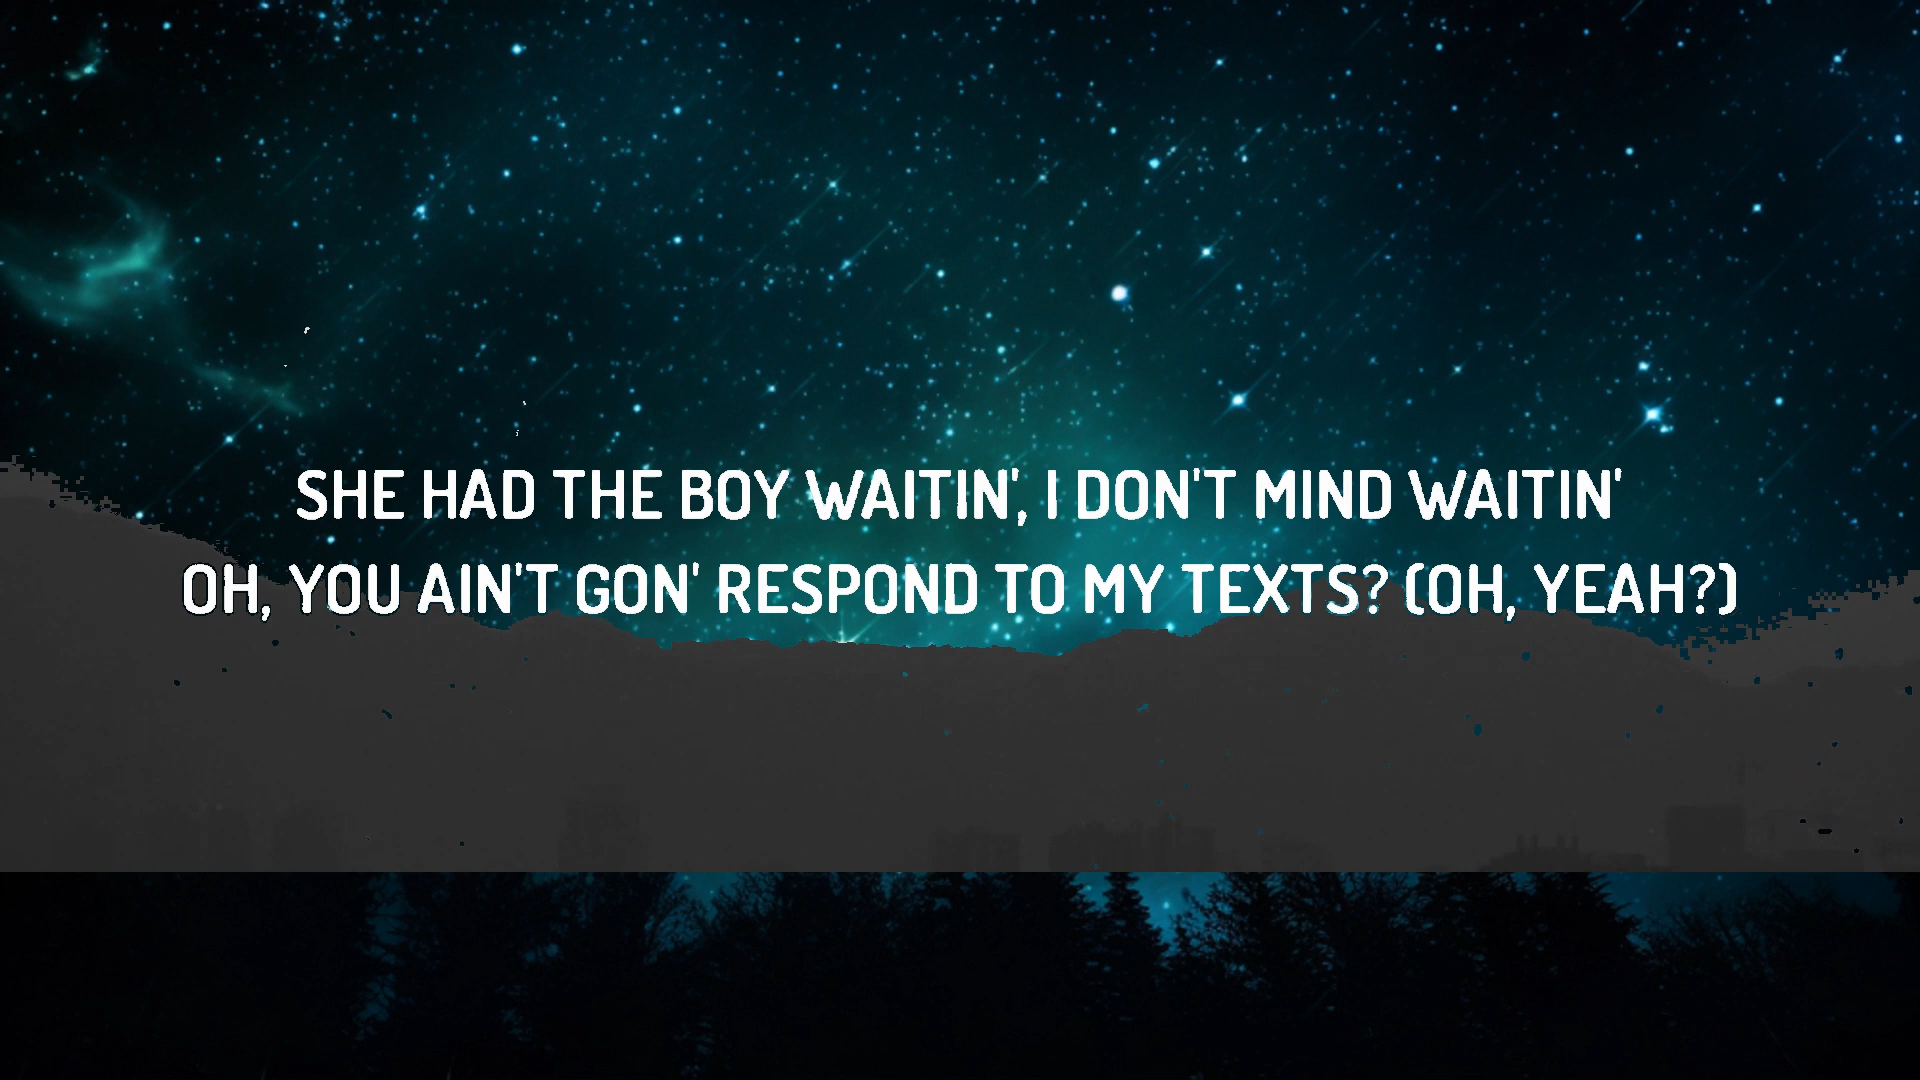 SHE HAD THE BOY WAITIN', I DON'T MIND WAITIN'
OH, YOU AIN'T GON' RESPOND TO MY TEXTS? (OH, YEAH?)